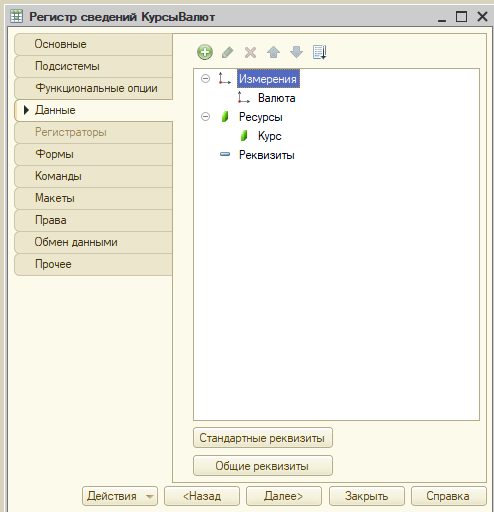 Регистр сведений КурсыВалют
Основные
Подсистемы
Функциональные опции
Данные
Регистраторы
Формы
Команды
Макеты
Права
Обмен данными
Прочее
Измерения
Валюта
Ресурсы
Курс
Реквизиты
Стандартные реквизиты
Общие реквизиты
Действия
<Назад
Далее>
Закрыть
Справка